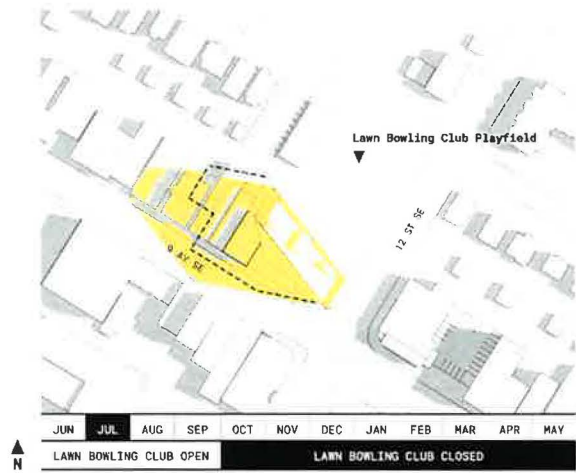 Lawn Bowling Club Playfield
12 ST SE
9 AV SE
JUN JUL AUG SEP OCT NOV DEC JAN FEB MAR APR MAY
LAWN BOWLING CLUB OPEN LAWN BOWLING CLUB CLOSED
N